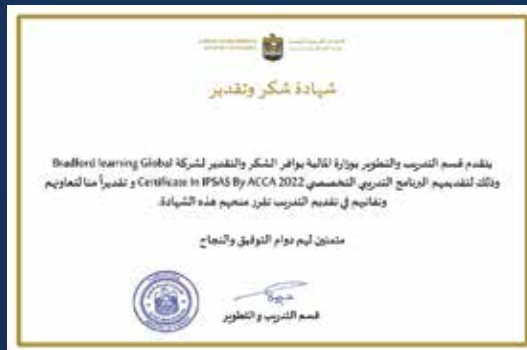 شهادة شكر وتقدير
يتقدم قسم التدريب والتطوير بوزارة المالية بوافر الشكر والتقدير لشركة Bradford learning Global
وذلك لتقديمهم البرنامج التدريبي التخصصي Certificate In IPSAS By ACCA 2022 و تقديراً منا لتعاونهم
وتفانيهم في تقديم التدريب تقرر منحهم هذه الشهادة.
متمنين لهم دوام التوفيق والنجاح
قسم التدريب و التطوير